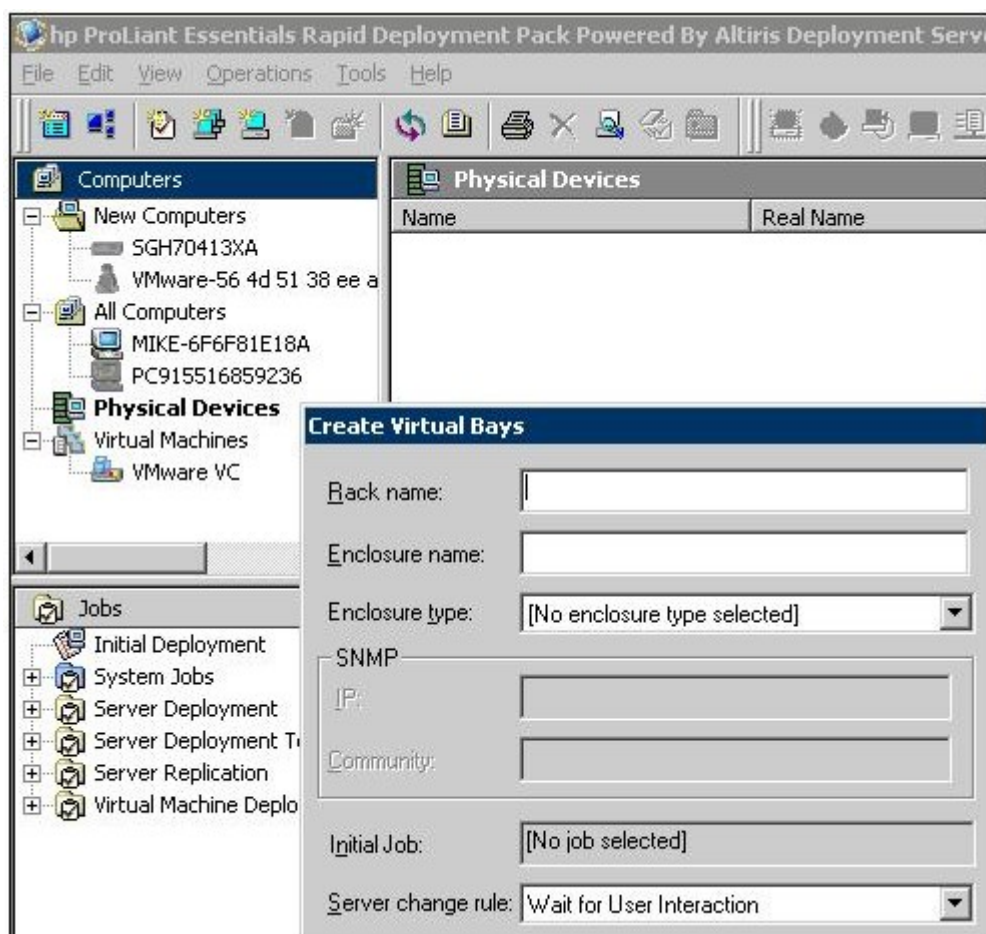 hp ProLiant Essentials Rapid Deployment Pack Powered By Altiris Deployment Serve
File Edit View Operations Tools Help
Computers
New Computers
SGH70413XA
VMware-56 4d 51 38 ee a
All Computers
MIKE-6F6F81E18A
PC915516859236
Physical Devices
Virtual Machines
VMware VC
Physical Devices
Name Real Name
Jobs
Initial Deployment
System Jobs
Server Deployment
Server Deployment T
Server Replication
Virtual Machine Deplo
Create Virtual Bays
Rack name:
Enclosure name:
Enclosure type: [No enclosure type selected]
SNMP
IP:
Community:
Initial Job: [No job selected]
Server change rule: Wait for User Interaction